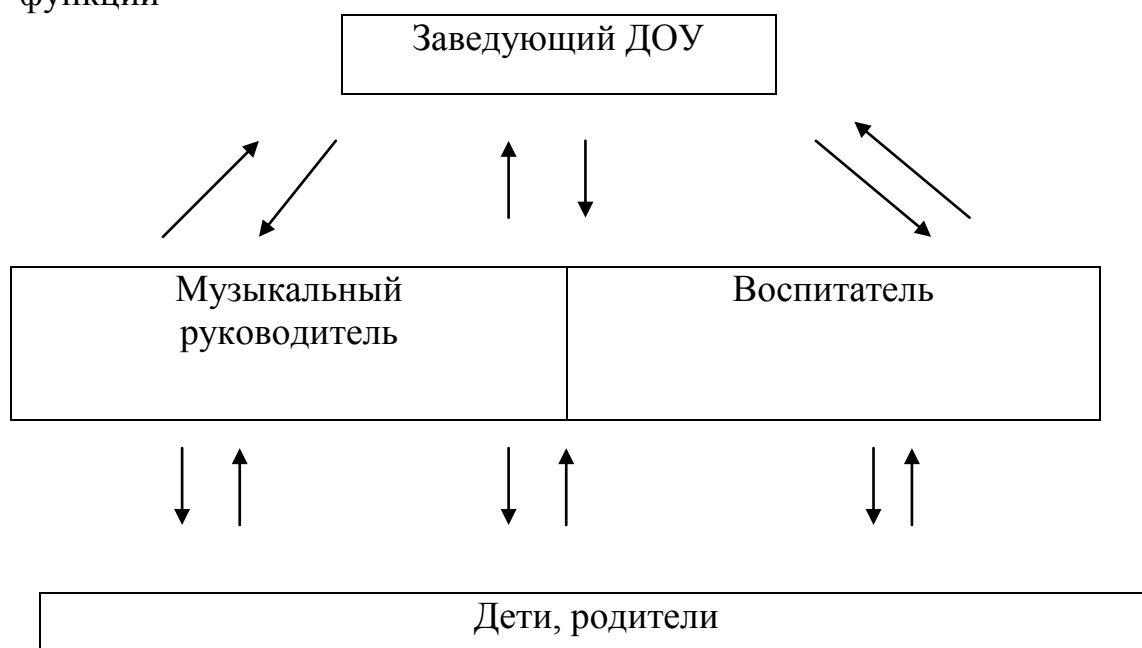 функции
Заведующий ДОУ
Музыкальный
руководитель
Воспитатель
Дети, родители